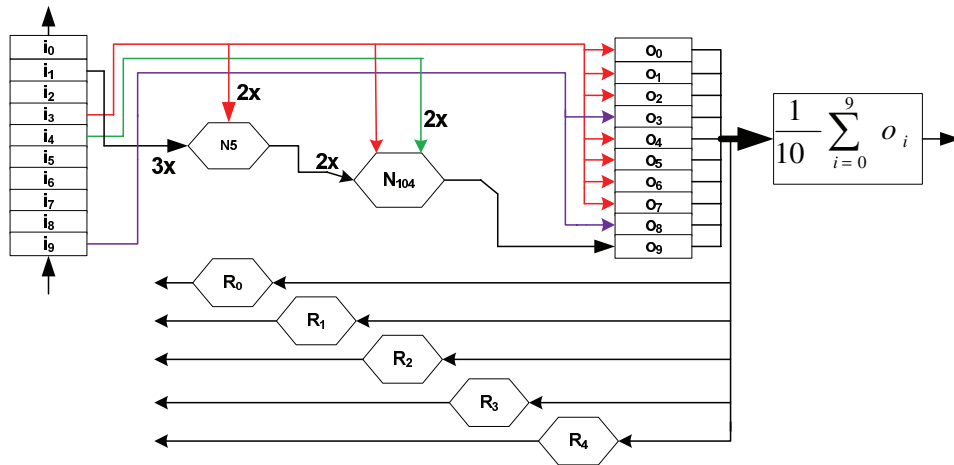 i₀
i₁
i₂
i₃
i₄
i₅
i₆
i₇
i₈
i₉
2x
3x
N5
2x
2x
N₁₀₄
o₀
o₁
o₂
o₃
o₄
o₅
o₆
o₇
o₈
o₉
1/10 ∑_{i=0}^{9} o_i
R₀
R₁
R₂
R₃
R₄